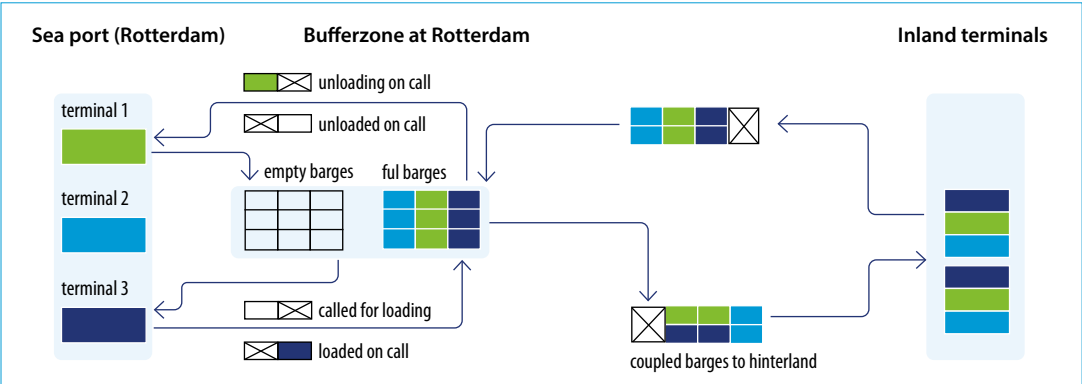 Sea port (Rotterdam)
Bufferzone at Rotterdam
Inland terminals
unloading on call
terminal 1
unloaded on call
empty barges
ful barges
terminal 2
terminal 3
called for loading
loaded on call
coupled barges to hinterland